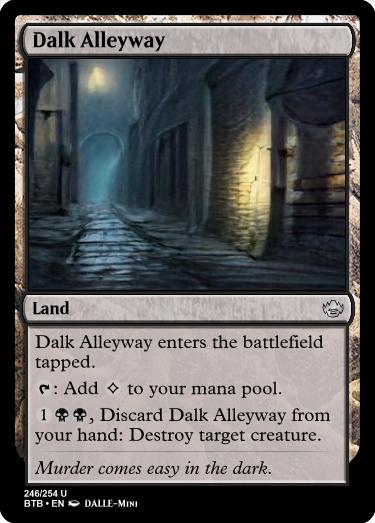 Dalk Alleyway
Land
Dalk Alleyway enters the battlefield
tapped.
: Add to your mana pool.
1 , Discard Dalk Alleyway from
your hand: Destroy target creature.
Murder comes easy in the dark.
246/254 U
BTB • EN DALLE-Mini